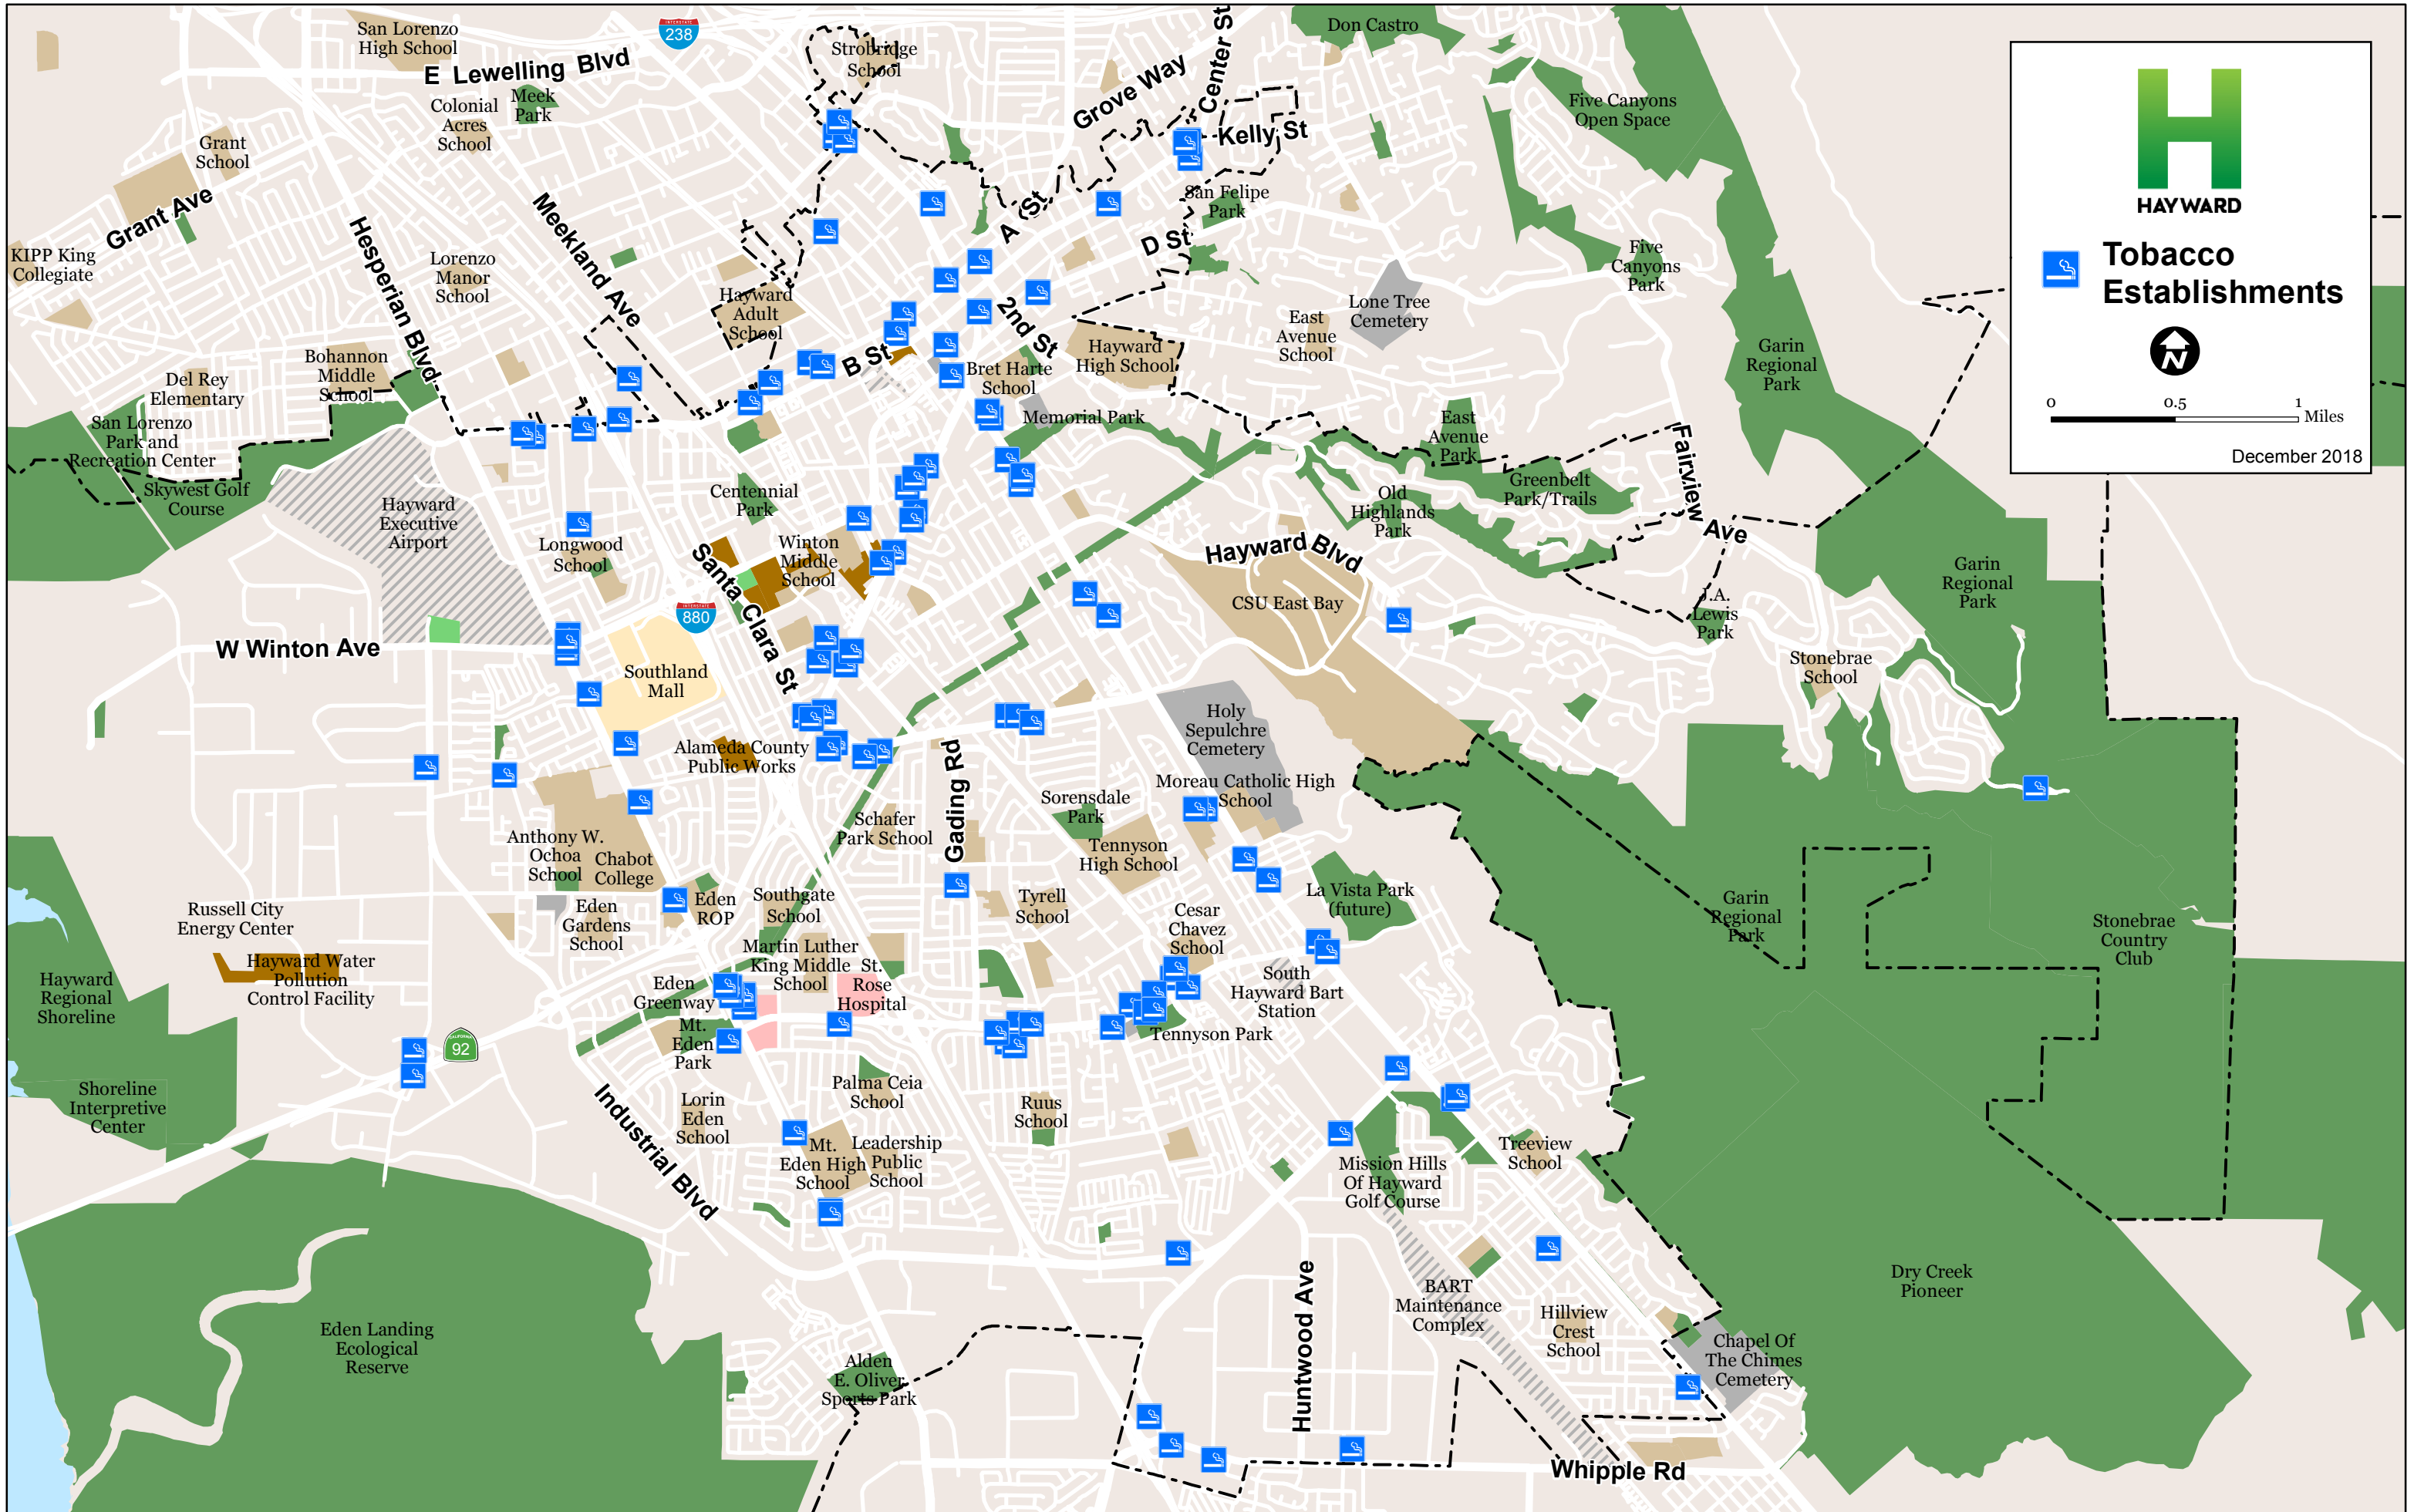 San Lorenzo
High School
238
E Lewelling Blvd
Strobridge
School
Don Castro
Center St
Grove Way
Kelly St
Five Canyons
Open Space
Colonial
Acres
School
Meek
Park
Grant
School
Grant Ave
KIPP King
Collegiate
Hesperian Blvd
Lorenzo
Manor
School
Meekland Ave
Hayward
Adult
School
A St
San Felipe
Park
D St
2nd St
B St
Five
Canyons
Park
Lone Tree
Cemetery
East
Avenue
School
Hayward
High School
Bret Harte
School
Memorial Park
Garin
Regional
Park
H
HAYWARD
Tobacco
Establishments
N
0
0.5
1
Miles
December 2018
Bohannon
Middle
School
Del Rey
Elementary
San Lorenzo
Park and
Recreation Center
Skywest Golf
Course
Hayward
Executive
Airport
Longwood
School
Centennial
Park
Winton
Middle
School
Santa Clara St
880
East
Avenue
Park
Greenbelt
Park/Trails
Old
Highlands
Park
Fairview Ave
Hayward Blvd
CSU East Bay
J.A.
Lewis
Park
Garin
Regional
Park
Stonebrae
School
W Winton Ave
Southland
Mall
Alameda County
Public Works
Holy
Sepulchre
Cemetery
Moreau Catholic High
School
Gading Rd
Sorensdale
Park
Schafer
Park School
Tennyson
High School
Anthony W.
Ochoa
School
Chabot
College
Eden
Gardens
School
Eden
ROP
Southgate
School
Tyrell
School
La Vista Park
(future)
Cesar
Chavez
School
Russell City
Energy Center
Hayward Water
Pollution
Control Facility
Hayward
Regional
Shoreline
Martin Luther
King Middle
School
St.
Rose
Hospital
Eden
Greenway
Mt.
Eden
Park
South
Hayward Bart
Station
Tennyson Park
Garin
Regional
Park
Stonebrae
Country
Club
CALIFORNIA
92
Shoreline
Interpretive
Center
Industrial Blvd
Lorin
Eden
School
Palma Ceia
School
Ruus
School
Mt.
Eden High
School
Leadership
Public
School
Mission Hills
Of Hayward
Golf Course
Treeview
School
Huntwood Ave
BART
Maintenance
Complex
Hillview
Crest
School
Chapel Of
The Chimes
Cemetery
Dry Creek
Pioneer
Eden Landing
Ecological
Reserve
Alden
E. Oliver
Sports Park
Whipple Rd